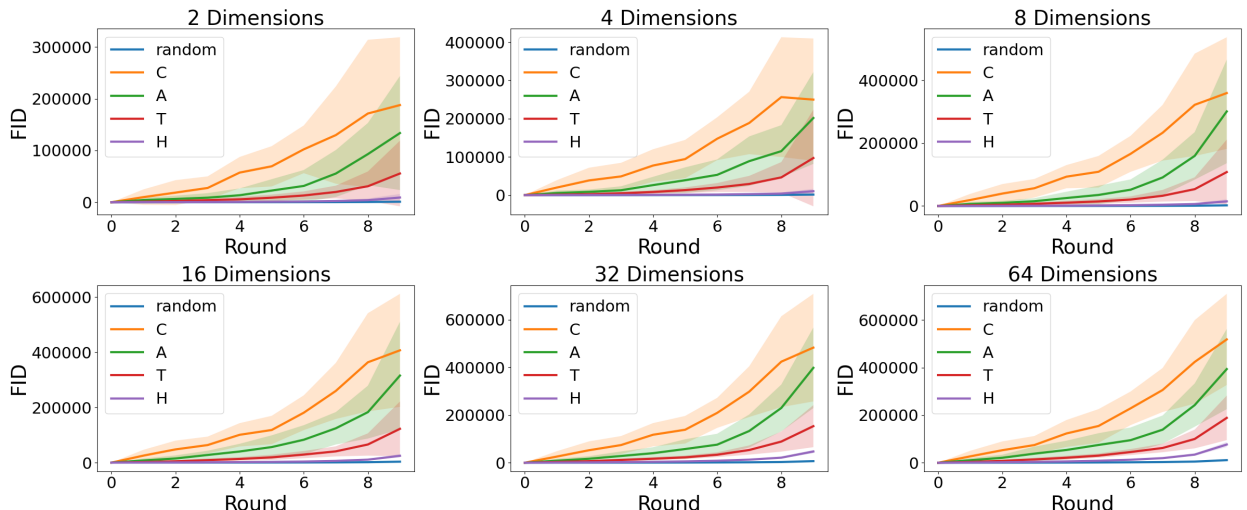 2 Dimensions
FID
300000
200000
100000
0
random
C
A
T
H
0 2 4 6 8
Round
4 Dimensions
FID
400000
300000
200000
100000
0
random
C
A
T
H
0 2 4 6 8
Round
8 Dimensions
FID
400000
200000
0
random
C
A
T
H
0 2 4 6 8
Round
16 Dimensions
FID
600000
400000
200000
0
random
C
A
T
H
0 2 4 6 8
Round
32 Dimensions
FID
600000
400000
200000
0
random
C
A
T
H
0 2 4 6 8
Round
64 Dimensions
FID
600000
400000
200000
0
random
C
A
T
H
0 2 4 6 8
Round